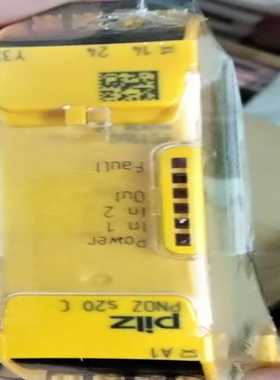 A1
pilz
PNOZ s20 C
Power
In 1
In 2
Out
Fault
14 24